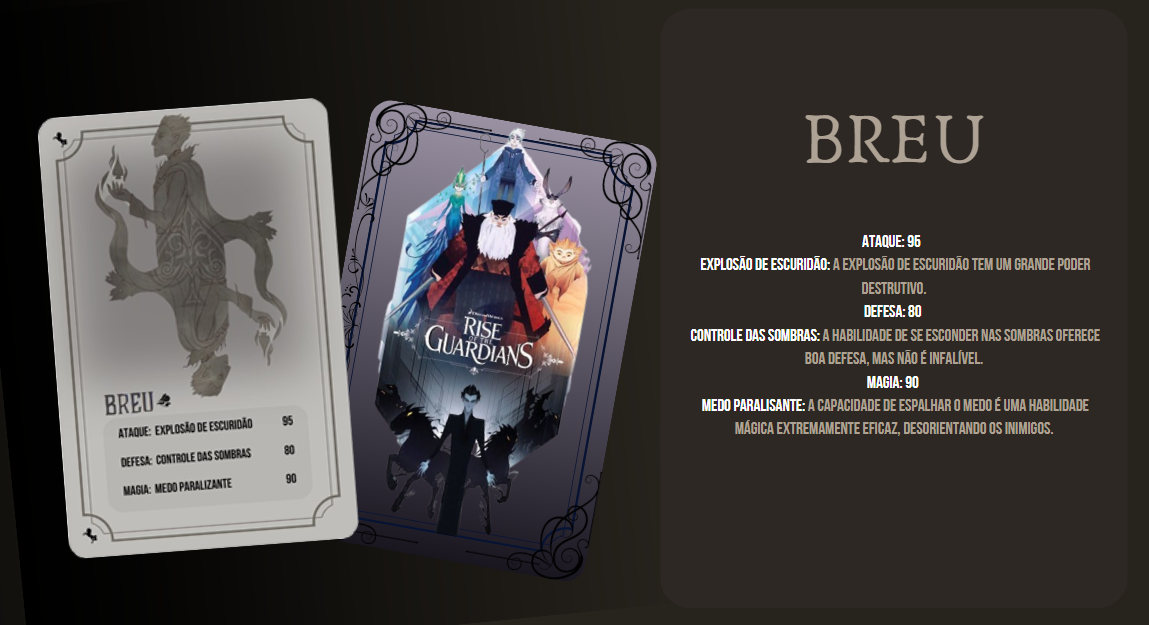 BREU
ATAQUE: EXPLOSÃO DE ESCURIDÃO 95
DEFESA: CONTROLE DAS SOMBRAS 80
MAGIA: MEDO PARALIZANTE 90
RISE
OF THE
GUARDIANS
BREU
ATAQUE: 95
EXPLOSÃO DE ESCURIDÃO: A EXPLOSÃO DE ESCURIDÃO TEM UM GRANDE PODER
DESTRUTIVO.
DEFESA: 80
CONTROLE DAS SOMBRAS: A HABILIDADE DE SE ESCONDER NAS SOMBRAS OFERECE
BOA DEFESA, MAS NÃO É INFALÍVEL.
MAGIA: 90
MEDO PARALISANTE: A CAPACIDADE DE ESPALHAR O MEDO É UMA HABILIDADE
MÁGICA EXTREMAMENTE EFICAZ, DESORIENTANDO OS INIMIGOS.